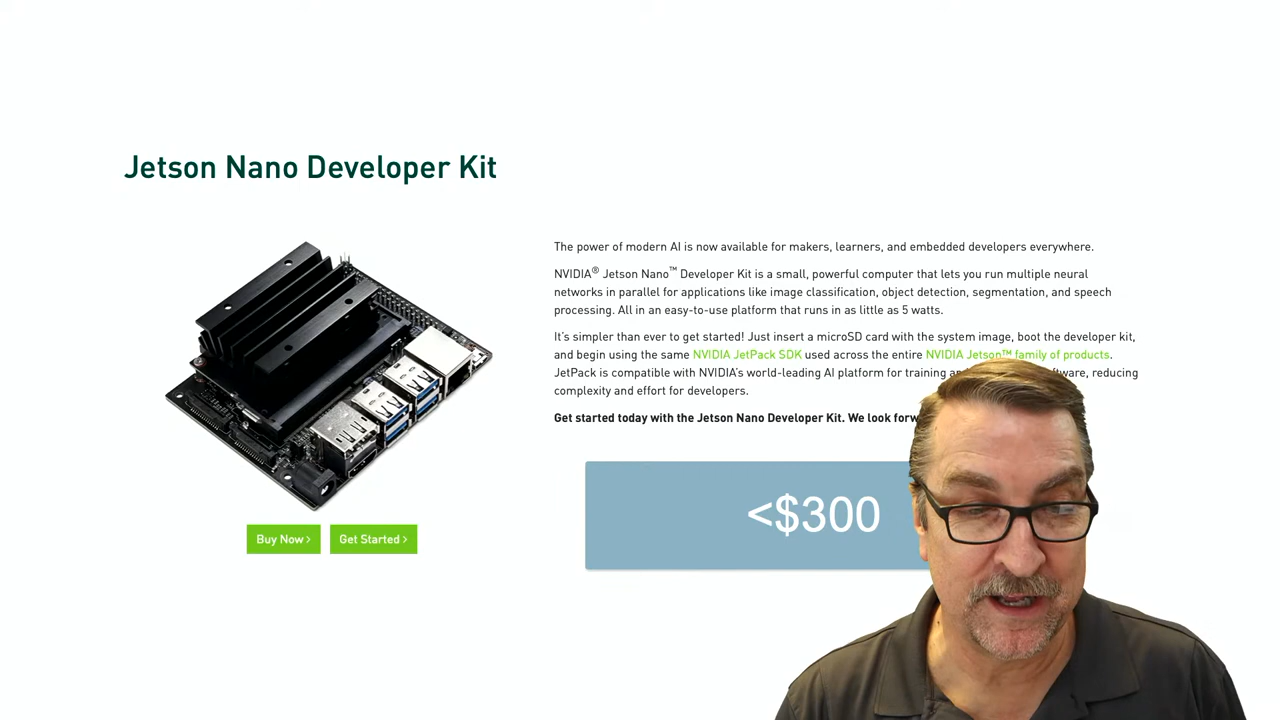 Jetson Nano Developer Kit
The power of modern AI is now available for makers, learners, and embedded developers everywhere.
NVIDIA® Jetson Nano™ Developer Kit is a small, powerful computer that lets you run multiple neural
networks in parallel for applications like image classification, object detection, segmentation, and speech
processing. All in an easy-to-use platform that runs in as little as 5 watts.
It's simpler than ever to get started! Just insert a microSD card with the system image, boot the developer kit,
and begin using the same NVIDIA JetPack SDK used across the entire NVIDIA Jetson™ family of products.
JetPack is compatible with NVIDIA's world-leading AI platform for training reducing
complexity and effort for developers.
Get started today with the Jetson Nano Developer Kit. We look
<$300
Buy Now >
Get Started >